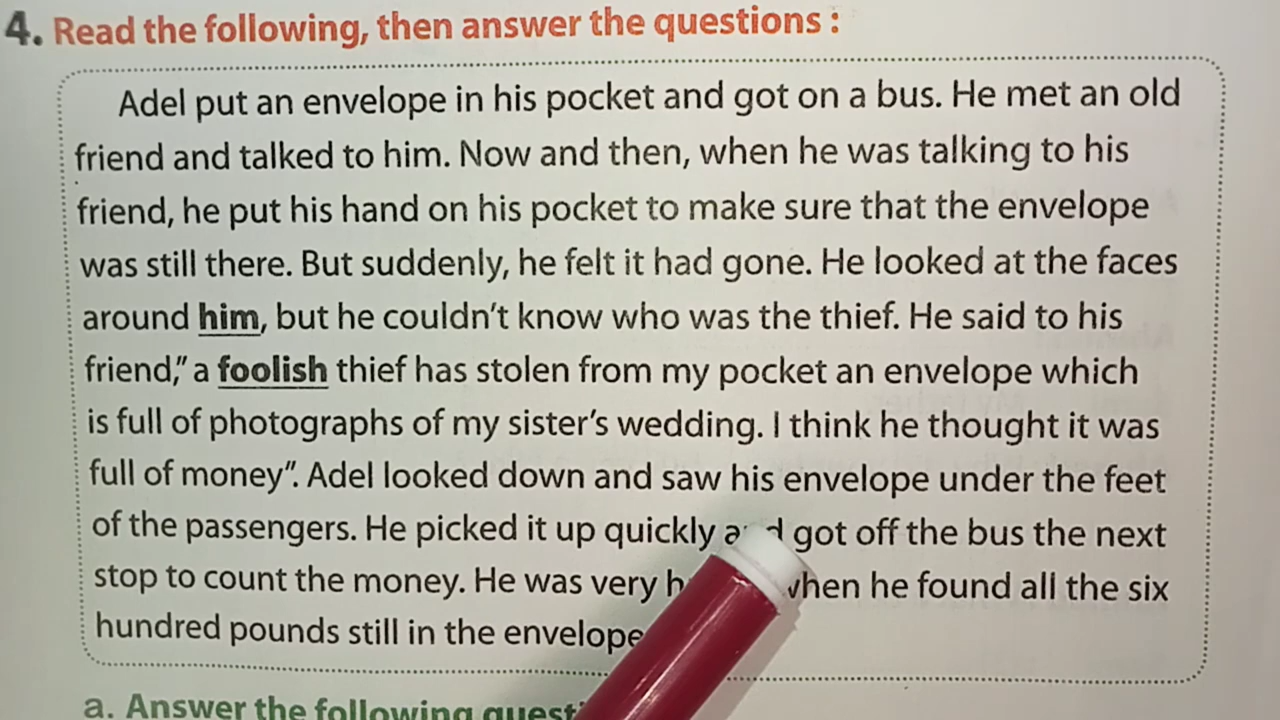 4. Read the following, then answer the questions :
Adel put an envelope in his pocket and got on a bus. He met an old
friend and talked to him. Now and then, when he was talking to his
friend, he put his hand on his pocket to make sure that the envelope
was still there. But suddenly, he felt it had gone. He looked at the faces
around him, but he couldn't know who was the thief. He said to his
friend," a foolish thief has stolen from my pocket an envelope which
is full of photographs of my sister's wedding. I think he thought it was
full of money". Adel looked down and saw his envelope under the feet
of the passengers. He picked it up quickly and got off the bus the next
stop to count the money. He was very when he found all the six
hundred pounds still in the envelope
a. Answer the following